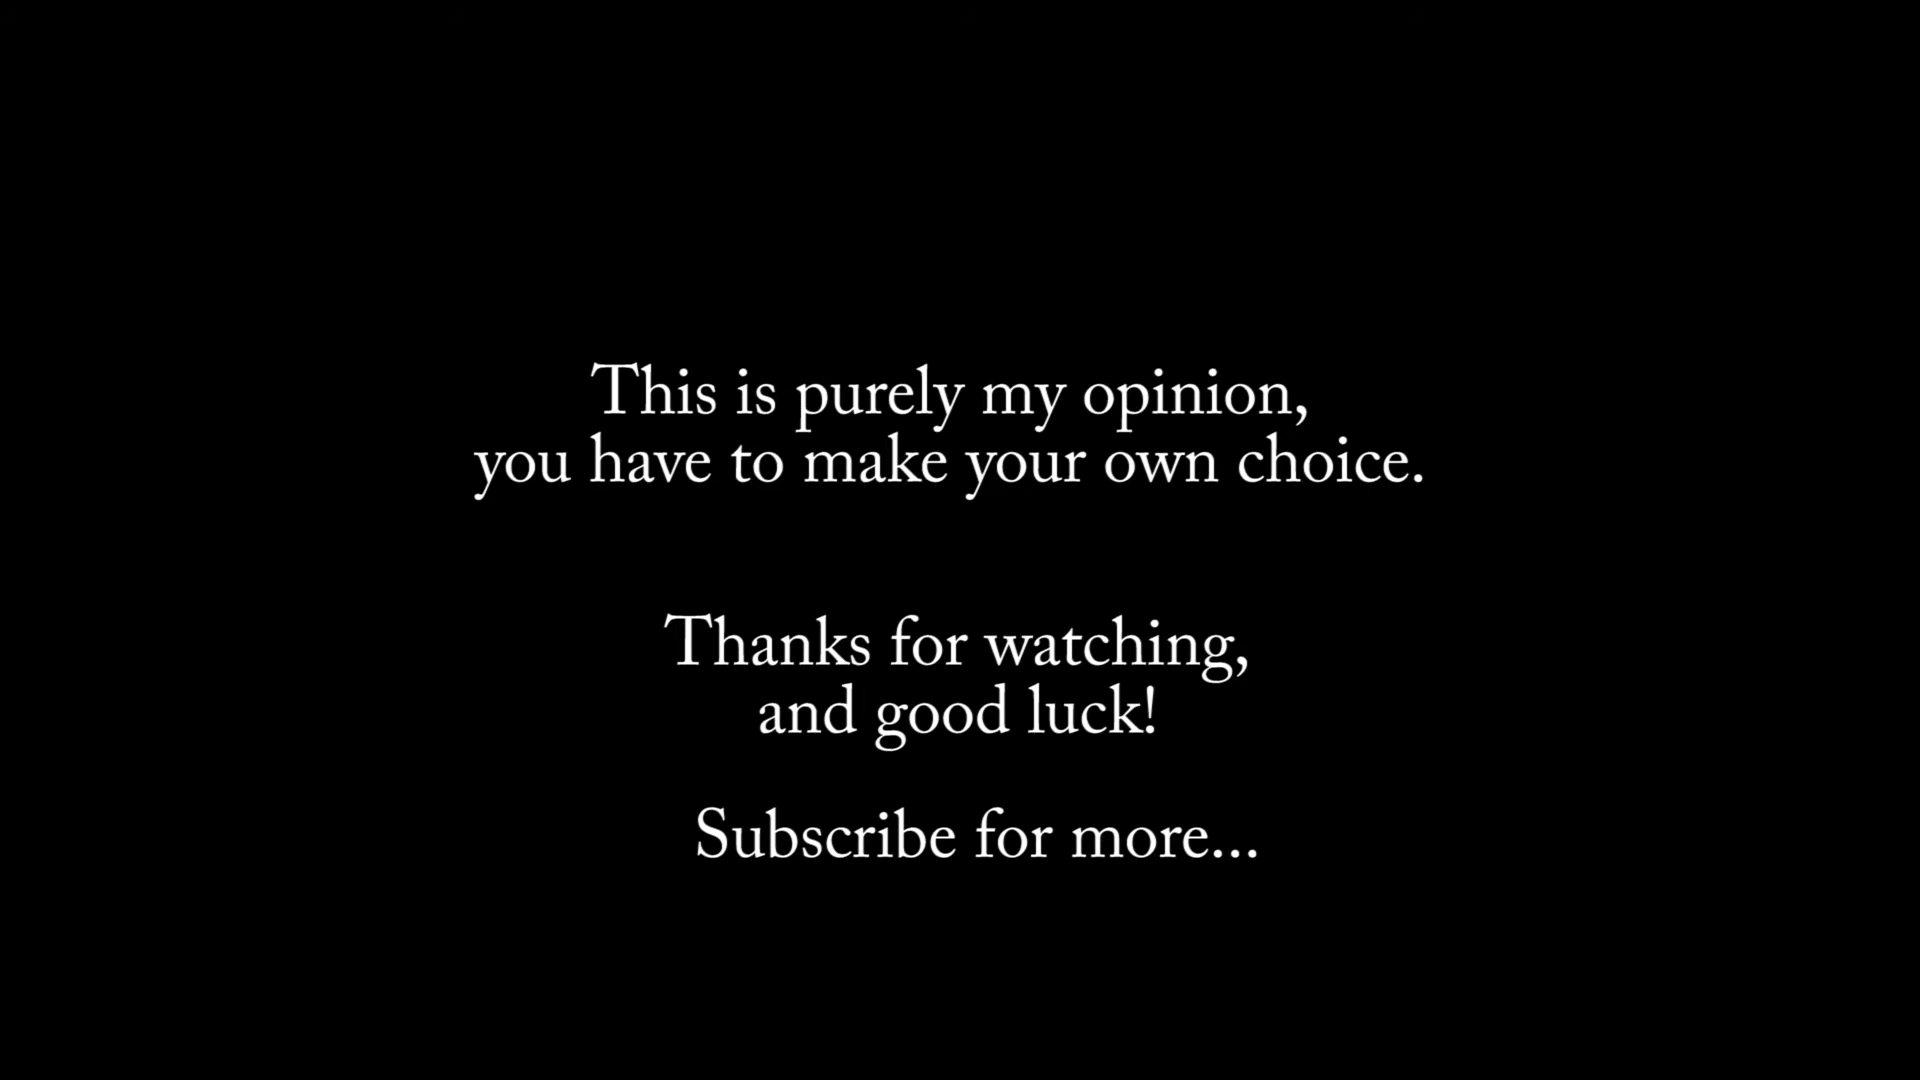 This is purely my opinion,
you have to make your own choice.
Thanks for watching,
and good luck!
Subscribe for more...